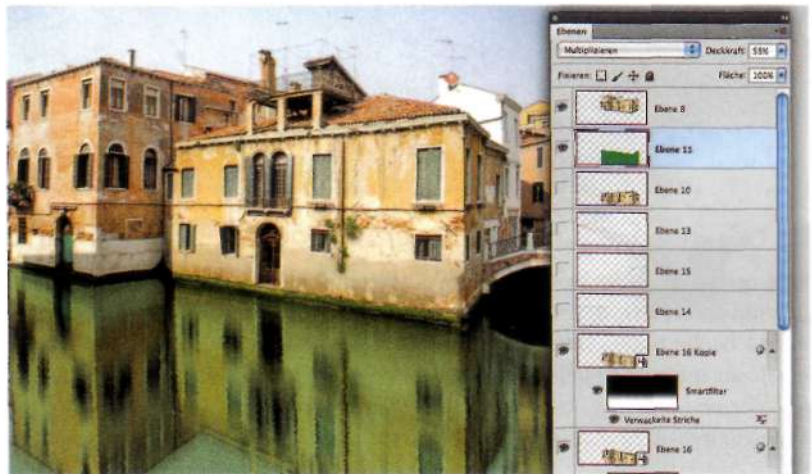 Ebenen
Multiplizieren Deckkraft: 55%
Fixieren: Fläche: 100%
Ebene 8
Ebene 11
Ebene 10
Ebene 13
Ebene 15
Ebene 14
Ebene 16 Kopie
Smartfilter
Verwackelte Striche
Ebene 16